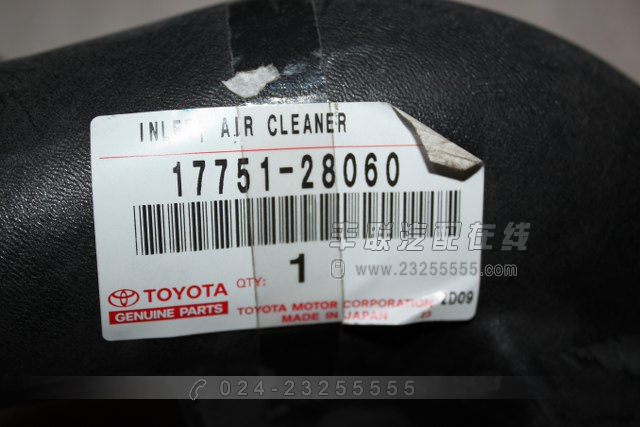 INLET, AIR CLEANER
17751-28060
QTY: 1
TOYOTA
GENUINE PARTS
TOYOTA MOTOR CORPORATION 2D09
MADE IN JAPAN 23
车联汽配在线
www.23255555.com
024-23255555